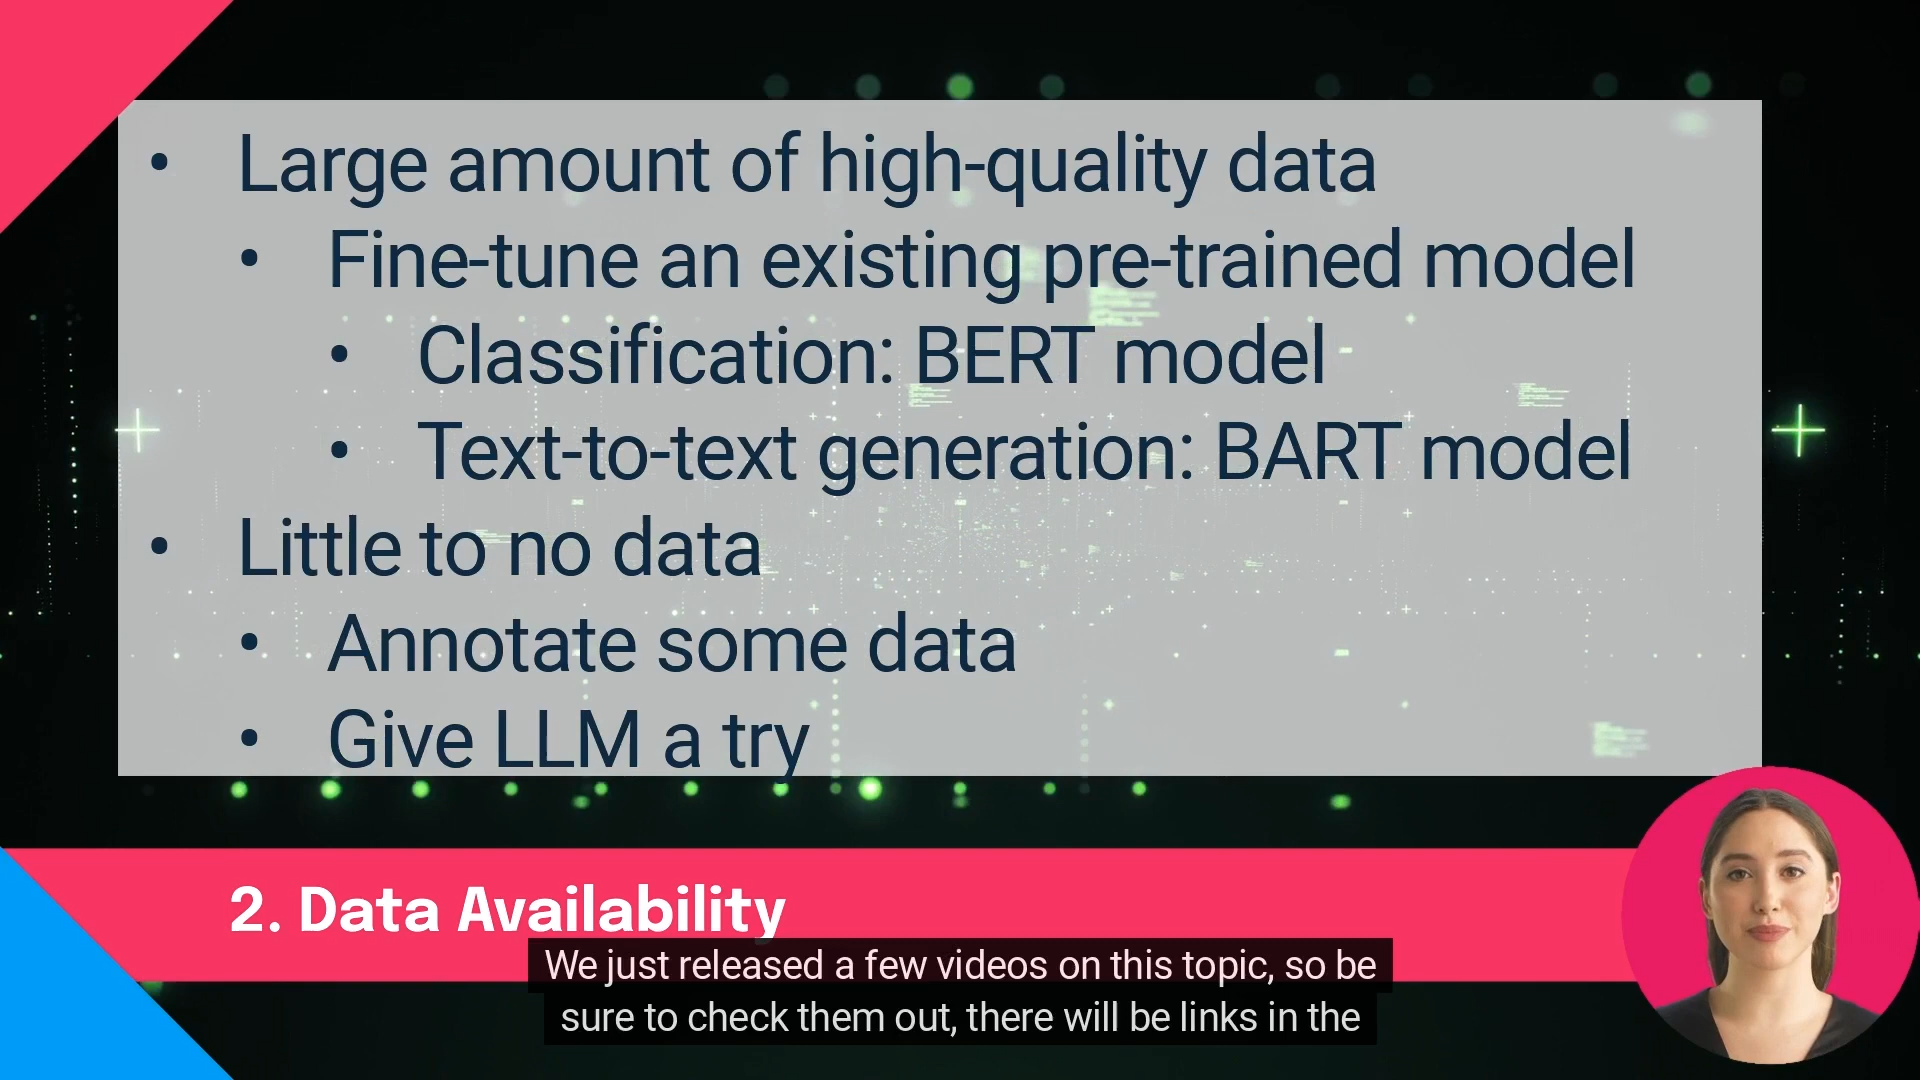 • Large amount of high-quality data
• Fine-tune an existing pre-trained model
• Classification: BERT model
• Text-to-text generation: BART model
• Little to no data
• Annotate some data
• Give LLM a try
2. Data Availability
We just released a few videos on this topic, so be
sure to check them out, there will be links in the